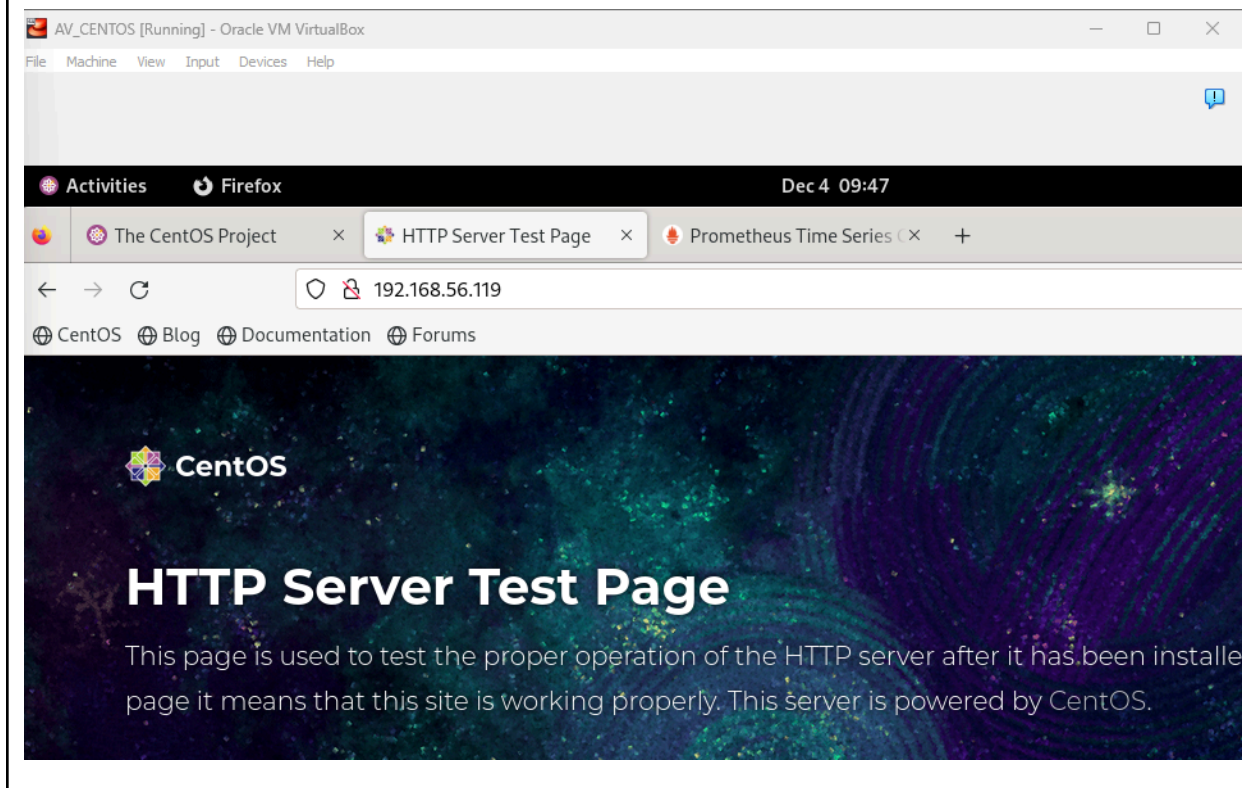 AV_CENTOS [Running] - Oracle VM VirtualBox
File Machine View Input Devices Help
Activities Firefox Dec 4 09:47
The CentOS Project HTTP Server Test Page Prometheus Time Series
192.168.56.119
CentOS Blog Documentation Forums
CentOS
HTTP Server Test Page
This page is used to test the proper operation of the HTTP server after it has been installe
page it means that this site is working properly. This server is powered by CentOS.